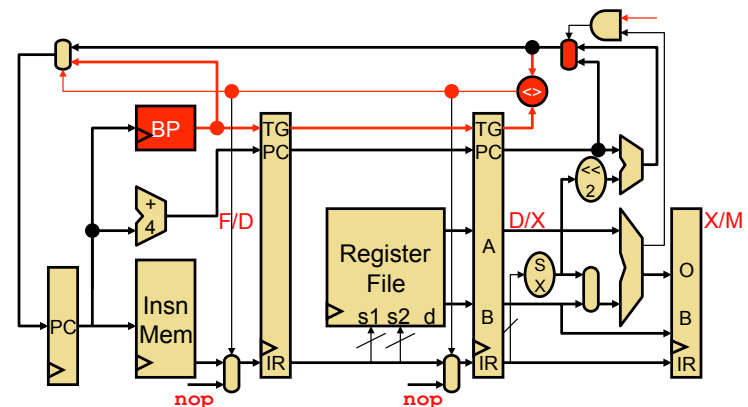 <>
BP
TG
TG
PC
PC
<<
2
+
4
F/D
D/X
X/M
Register
File
A
S
X
O
PC
Insn
Mem
s1 s2 d
B
B
IR
IR
IR
nop
nop